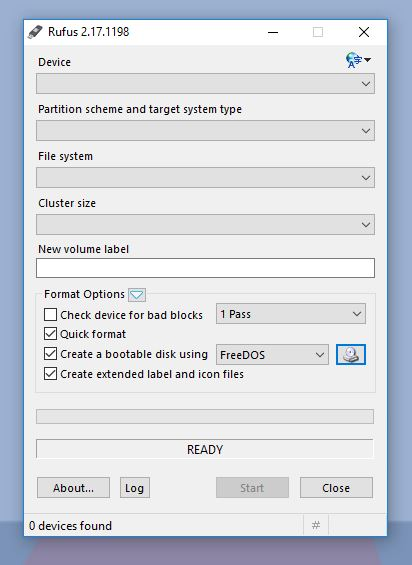 Rufus 2.17.1198
Device
Partition scheme and target system type
File system
Cluster size
New volume label
Format Options
Check device for bad blocks 1 Pass
Quick format
Create a bootable disk using FreeDOS
Create extended label and icon files
READY
About... Log Start Close
0 devices found #